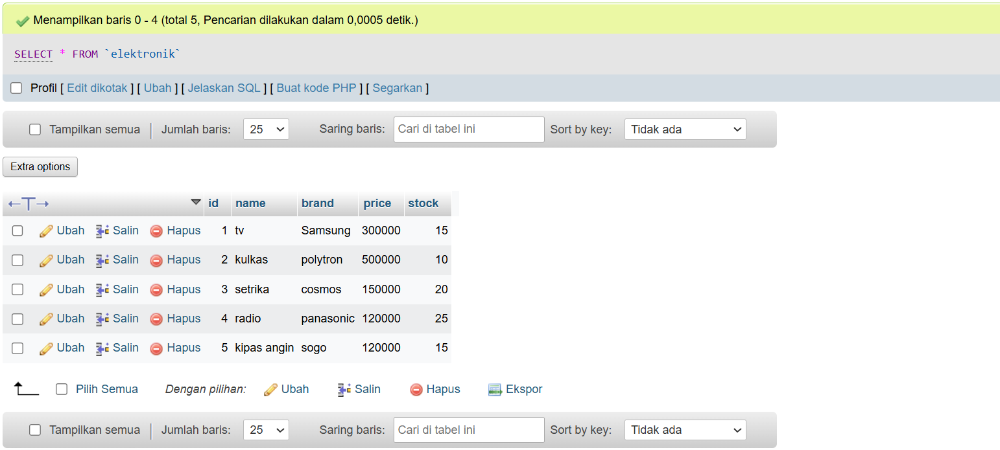 Menampilkan baris 0 - 4 (total 5, Pencarian dilakukan dalam 0,0005 detik.)
SELECT * FROM `elektronik`
Profil [ Edit dikotak ] [ Ubah ] [ Jelaskan SQL ] [ Buat kode PHP ] [ Segarkan ]
Tampilkan semua | Jumlah baris: 25 Saring baris: Cari di tabel ini Sort by key: Tidak ada
Extra options
←T→ id name brand price stock
Ubah Salin Hapus 1 tv Samsung 300000 15
Ubah Salin Hapus 2 kulkas polytron 500000 10
Ubah Salin Hapus 3 setrika cosmos 150000 20
Ubah Salin Hapus 4 radio panasonic 120000 25
Ubah Salin Hapus 5 kipas angin sogo 120000 15
Pilih Semua Dengan pilihan: Ubah Salin Hapus Ekspor
Tampilkan semua | Jumlah baris: 25 Saring baris: Cari di tabel ini Sort by key: Tidak ada